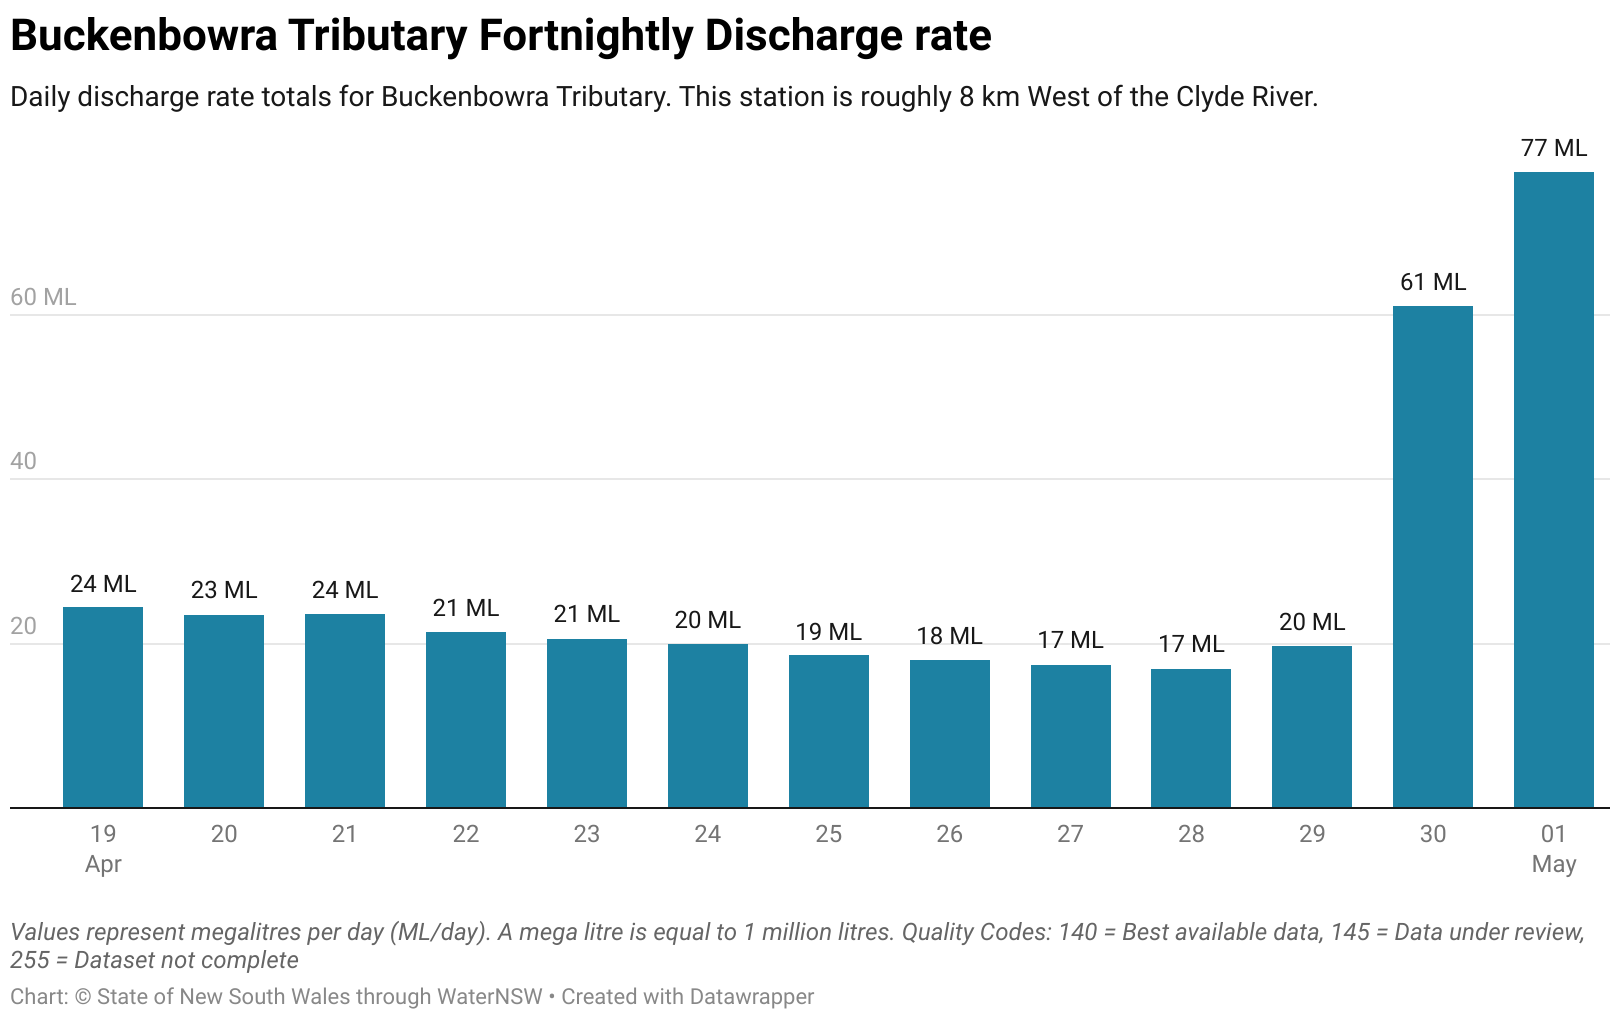 Buckenbowra Tributary Fortnightly Discharge rate
Daily discharge rate totals for Buckenbowra Tributary. This station is roughly 8 km West of the Clyde River.
77 ML
61 ML
60 ML
40
24 ML
23 ML
24 ML
21 ML
21 ML
20 ML
19 ML
18 ML
17 ML
17 ML
20 ML
20
19 20 21 22 23 24 25 26 27 28 29 30 01
Apr May
Values represent megalitres per day (ML/day). A mega litre is equal to 1 million litres. Quality Codes: 140 = Best available data, 145 = Data under review,
255 = Dataset not complete
Chart: © State of New South Wales through WaterNSW • Created with Datawrapper